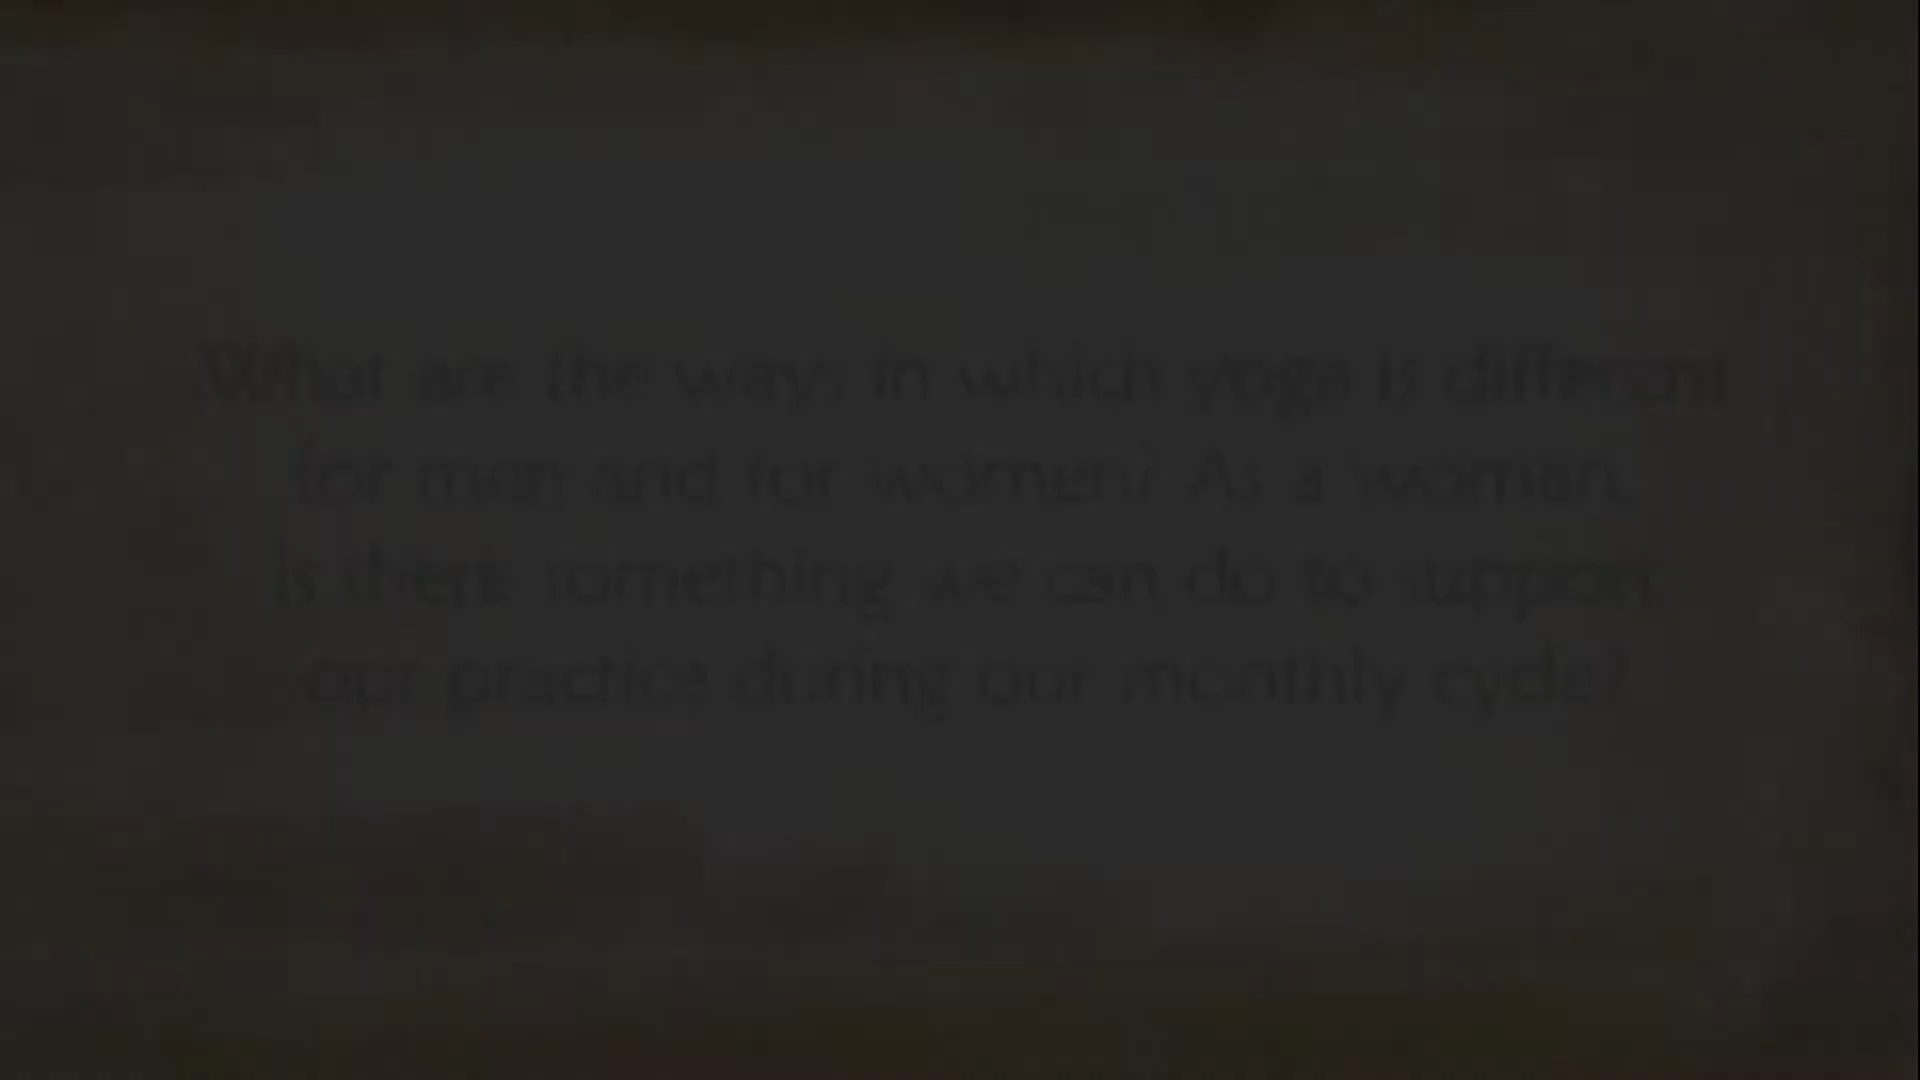 What are the ways in which yoga is different
for men and for women? As a woman,
is there something we can do to support
our practice during our monthly cycle?